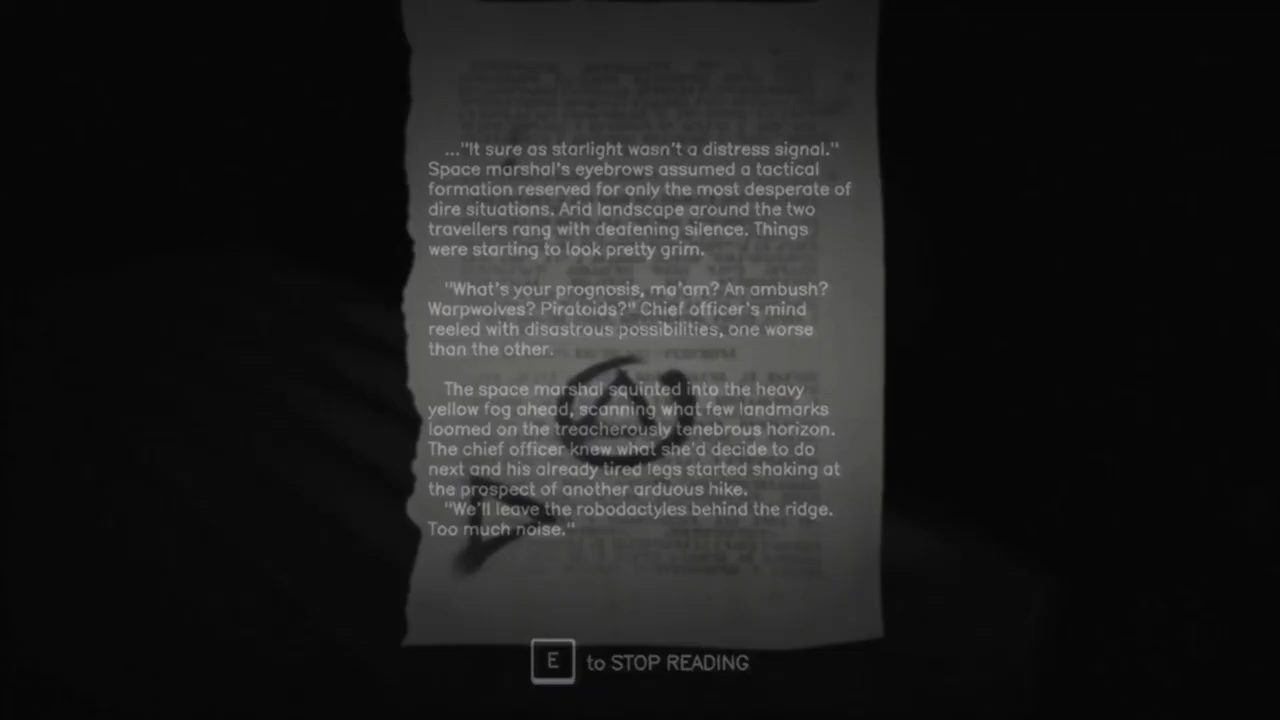 ..."It sure as starlight wasn't a distress signal."
Space marshal's eyebrows assumed a tactical
formation reserved for only the most desperate of
dire situations. Arid landscape around the two
travellers rang with deafening silence. Things
were starting to look pretty grim.
"What's your prognosis, ma'am? An ambush?
Warpwolves? Piratoids?" Chief officer's mind
reeled with disastrous possibilities, one worse
than the other.
The space marshal squinted into the heavy
yellow fog ahead, scanning what few landmarks
loomed on the treacherously tenebrous horizon.
The chief officer knew what she'd decide to do
next and his already tired legs started shaking at
the prospect of another arduous hike.
"We'll leave the robodactyles behind the ridge.
Too much noise."
E to STOP READING